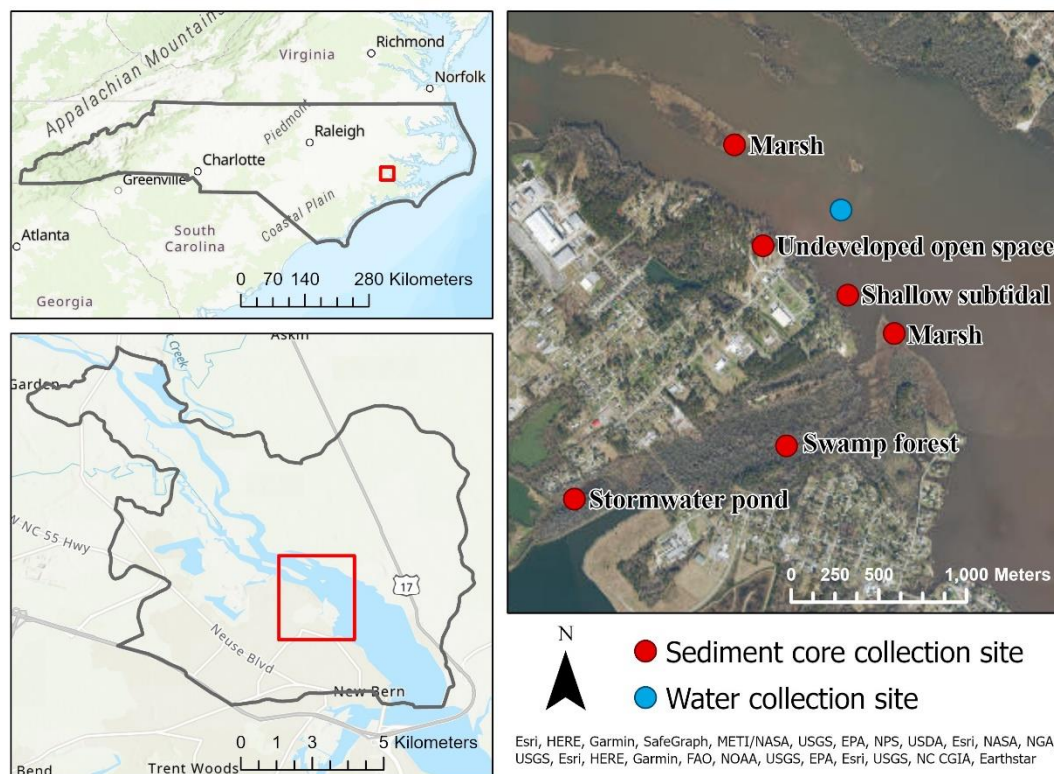 Appalachian Mountains
Virginia
Richmond
Norfolk
Piedmont
Raleigh
Charlotte
Greenville
Coastal Plain
South
Carolina
Atlanta
Georgia
0 70 140 280 Kilometers
Askin
Creek
Garden
W NC 55 Hwy
17
Neuse Blvd
New Bern
0 1 3 5 Kilometers
Trent Woods
Bend
Marsh
Undeveloped open space
Shallow subtidal
Marsh
Swamp forest
Stormwater pond
0 250 500 1,000 Meters
N
Sediment core collection site
Water collection site
Esri, HERE, Garmin, SafeGraph, METI/NASA, USGS, EPA, NPS, USDA, Esri, NASA, NGA,
USGS, Esri, HERE, Garmin, FAO, NOAA, USGS, EPA, Esri, USGS, NC CGIA, Earthstar